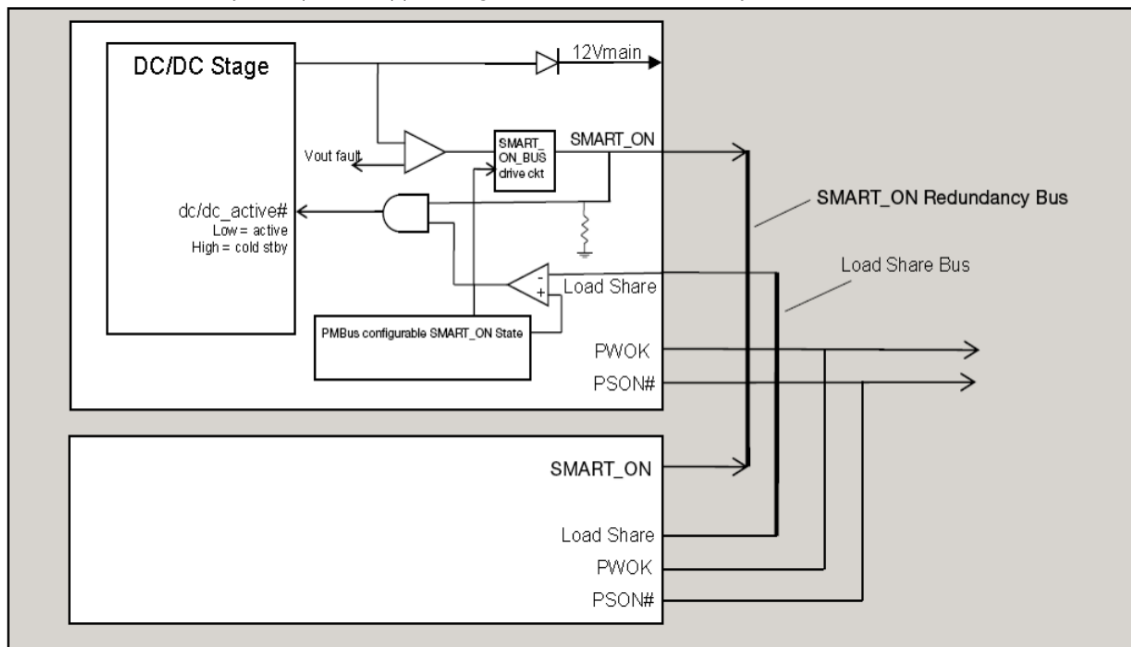 DC/DC Stage
12Vmain
Vout fault
SMART_
ON_BUS
drive ckt
SMART_ON
dc/dc_active#
Low = active
High = cold stby
-
+
Load Share
PMBus configurable SMART_ON State
PWOK
PSON#
SMART_ON Redundancy Bus
Load Share Bus
SMART_ON
Load Share
PWOK
PSON#